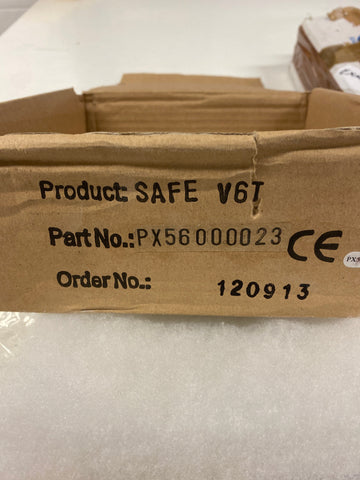 Product: SAFE V6T
Part No.: PX56000023 CE
Order No.: 120913